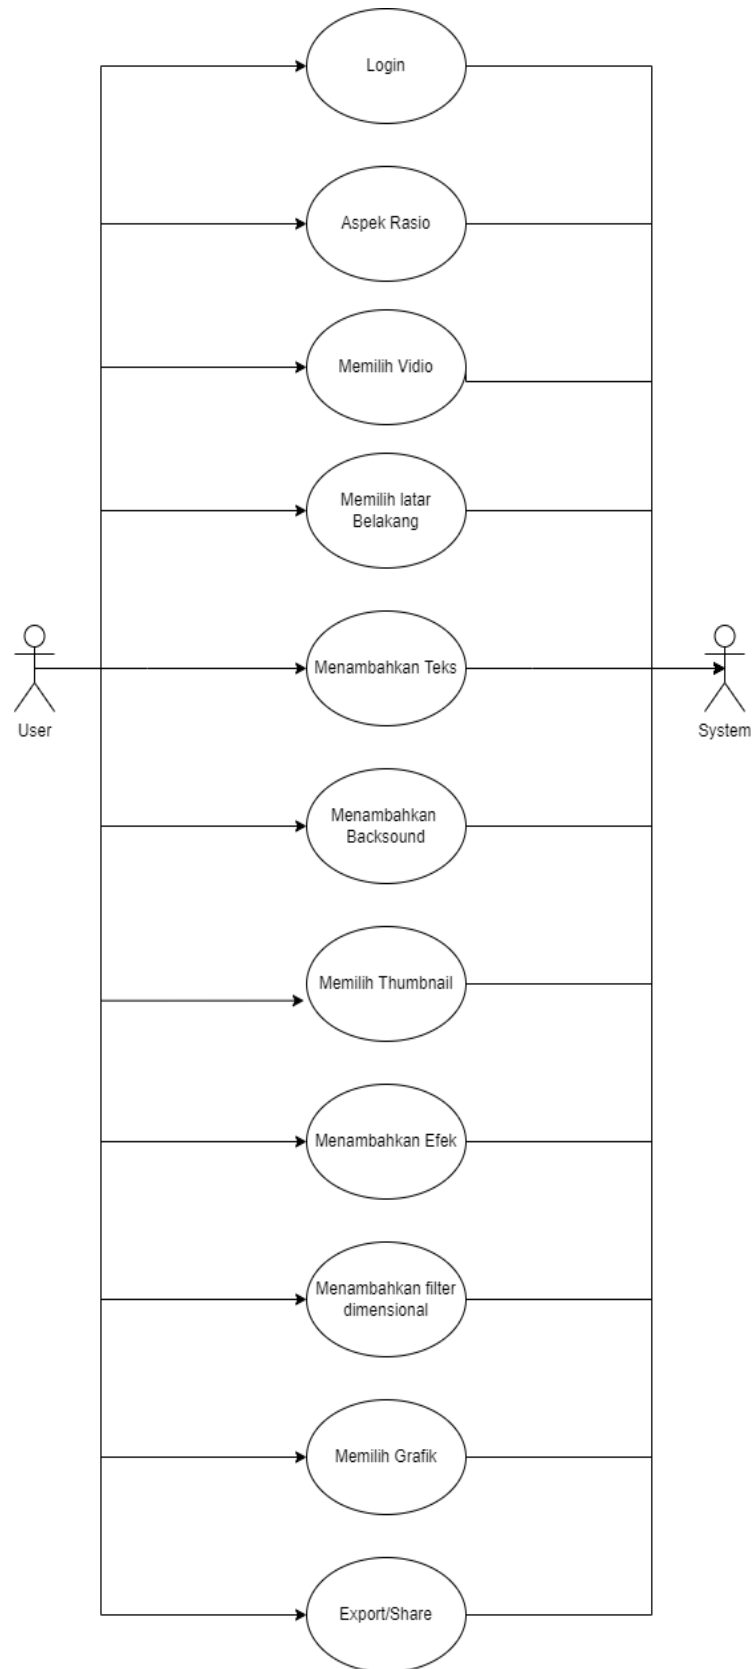 Login
Aspek Rasio
Memilih Vidio
Memilih latar
Belakang
User
Menambahkan Teks
System
Menambahkan
Backsound
Memilih Thumbnail
Menambahkan Efek
Menambahkan filter
dimensional
Memilih Grafik
Export/Share